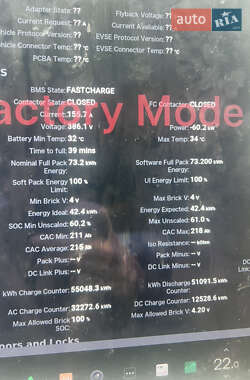 Adapter State: ??
Flyback Voltage: ??
Current Request: ?? A
Current Available: ??
Vehicle Protocol Version: ??
EVSE Protocol Version: ??
Vehicle Connector Temp: ?? °C
EVSE Connector Temp: ?? °C
PCBA Temp: ?? °C
AUTO RIA .com
BMS State: FASTCHARGE
Contactor State: CLOSED
FC Contactor: CLOSED
Factory Mode
Voltage: 386.1 V
Power: -60.2 kW
Battery Min Temp: 32 °C
Max Temp: 34 °C
Time to full: 39 mins
Nominal Full Pack Energy: 73.2 kWh
Software Full Pack Energy: 73.200 kWh
Soft Pack Energy Limit: 100 %
UI Energy Limit: 100 %
Min Brick V: 4 V
Max Brick V: 4 V
Energy Ideal: 42.4 kWh
Energy Expected: 42.4 kWh
SOC Min Unscaled: 60.2 %
Max Unscaled: 61.0 %
CAC Min: 211 Ah
CAC Max: 218 Ah
CAC Average: 215 Ah
Iso Resistance: -- kOhm
Pack Plus: -- V
Pack Minus: -- V
DC Link Plus: -- V
DC Link Minus: -- V
kWh Charge Counter: 55048.3 kWh
kWh Discharge Counter: 51091.5 kWh
AC Charge Counter: 32272.6 kWh
DC Charge Counter: 12528.6 kWh
Max Allowed Brick SOC: 100 %
Max Allowed Brick V: 4.20 V
Doors and Locks
22.0